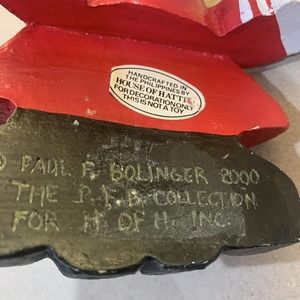 HANDCRAFTED IN
THE PHILIPPINES BY
HOUSE OF HATTEN
FOR DECORATION ONLY
THIS IS NOT A TOY
© PAUL F. BOLINGER 2000
THE P. F. B. COLLECTION
FOR H OF H. INC.